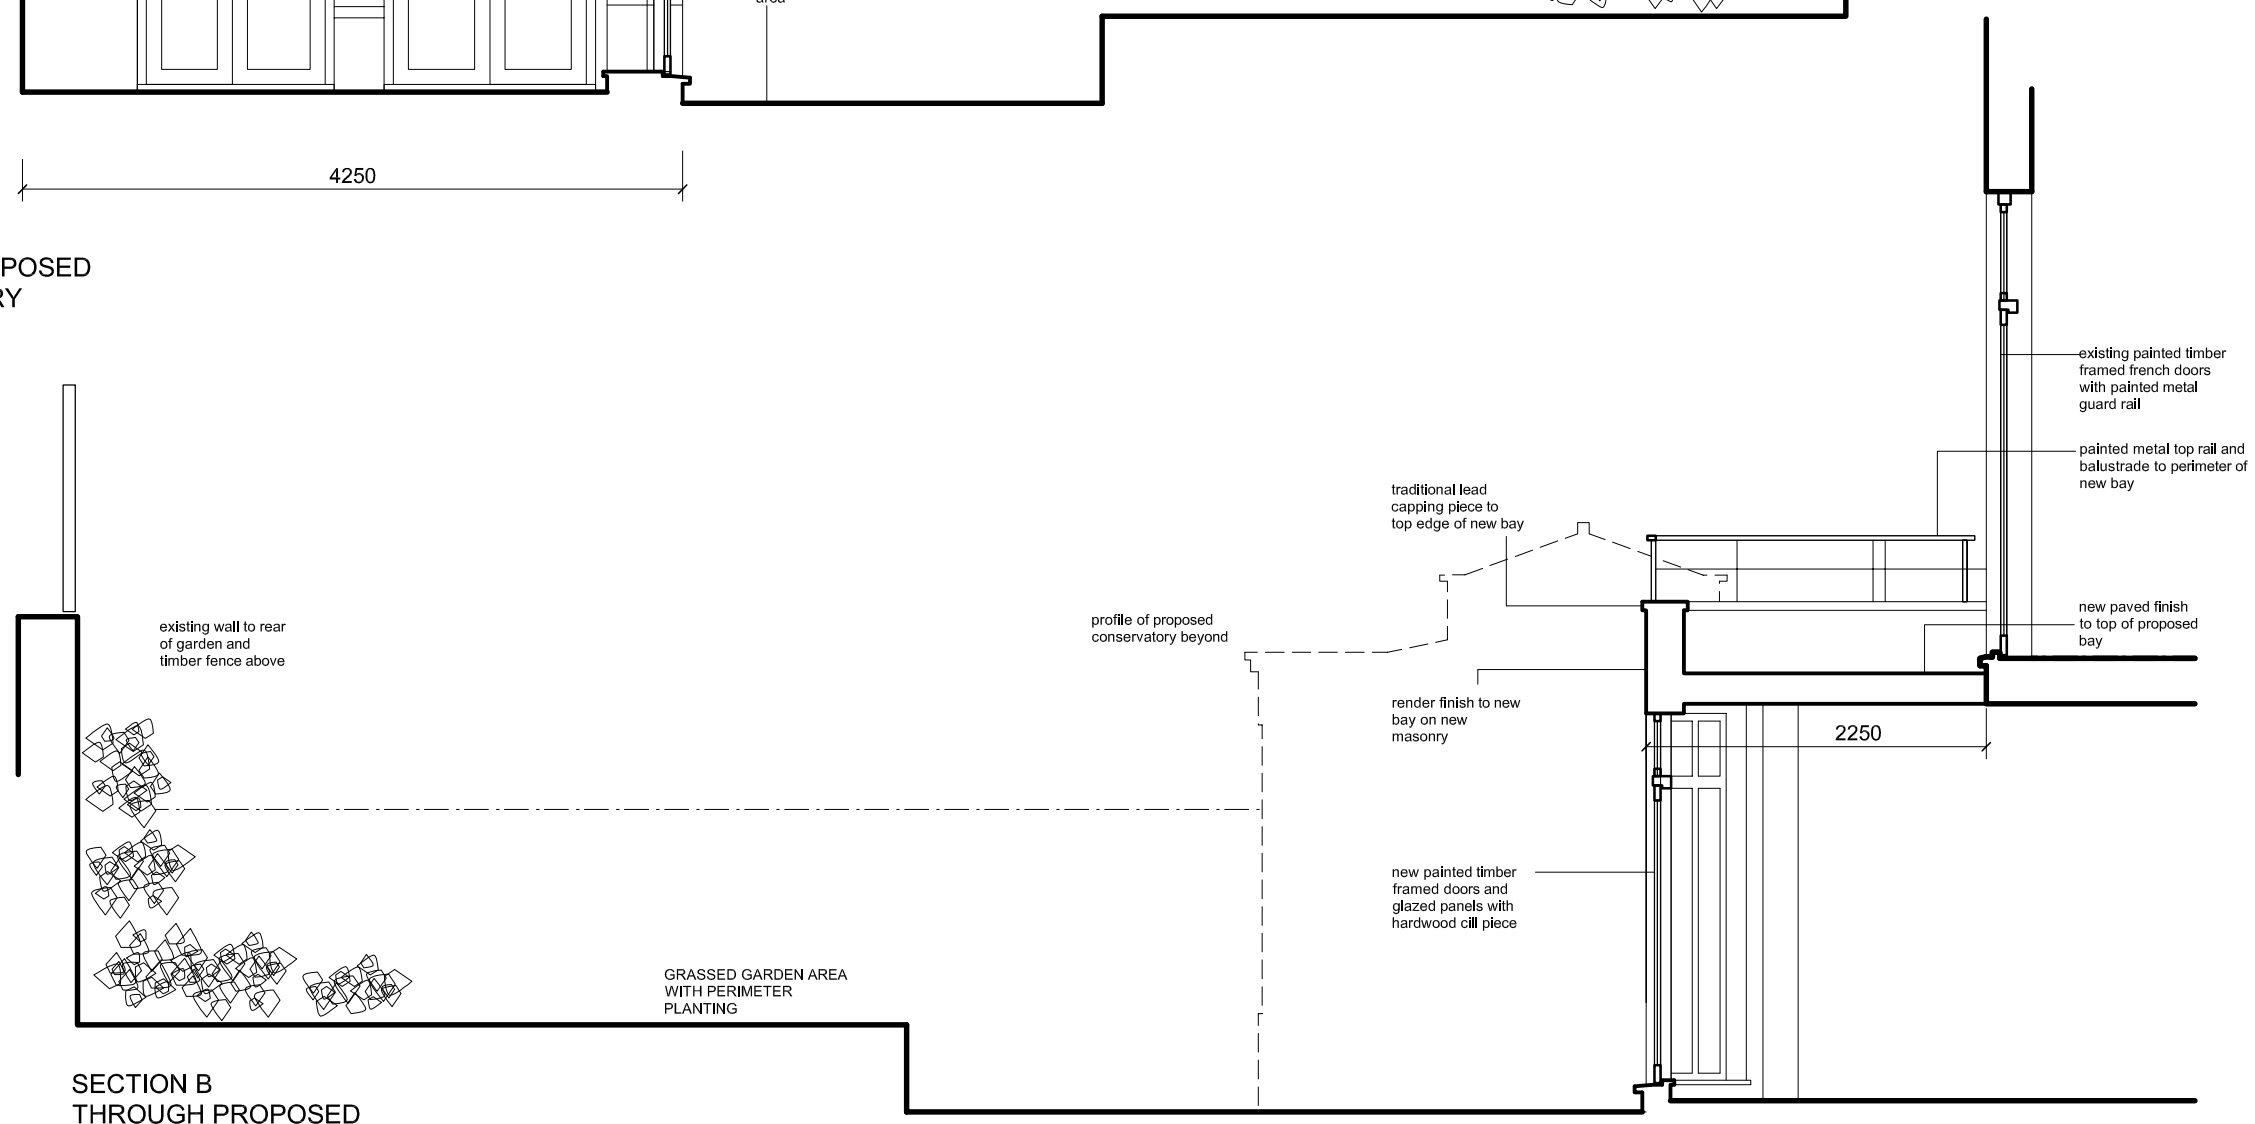 area
4250
POSED
RY
existing painted timber
framed french doors
with painted metal
guard rail
painted metal top rail and
balustrade to perimeter of
new bay
traditional lead
capping piece to
top edge of new bay
new paved finish
to top of proposed
bay
existing wall to rear
of garden and
timber fence above
profile of proposed
conservatory beyond
render finish to new
bay on new
masonry
2250
new painted timber
framed doors and
glazed panels with
hardwood cill piece
GRASSED GARDEN AREA
WITH PERIMETER
PLANTING
SECTION B
THROUGH PROPOSED